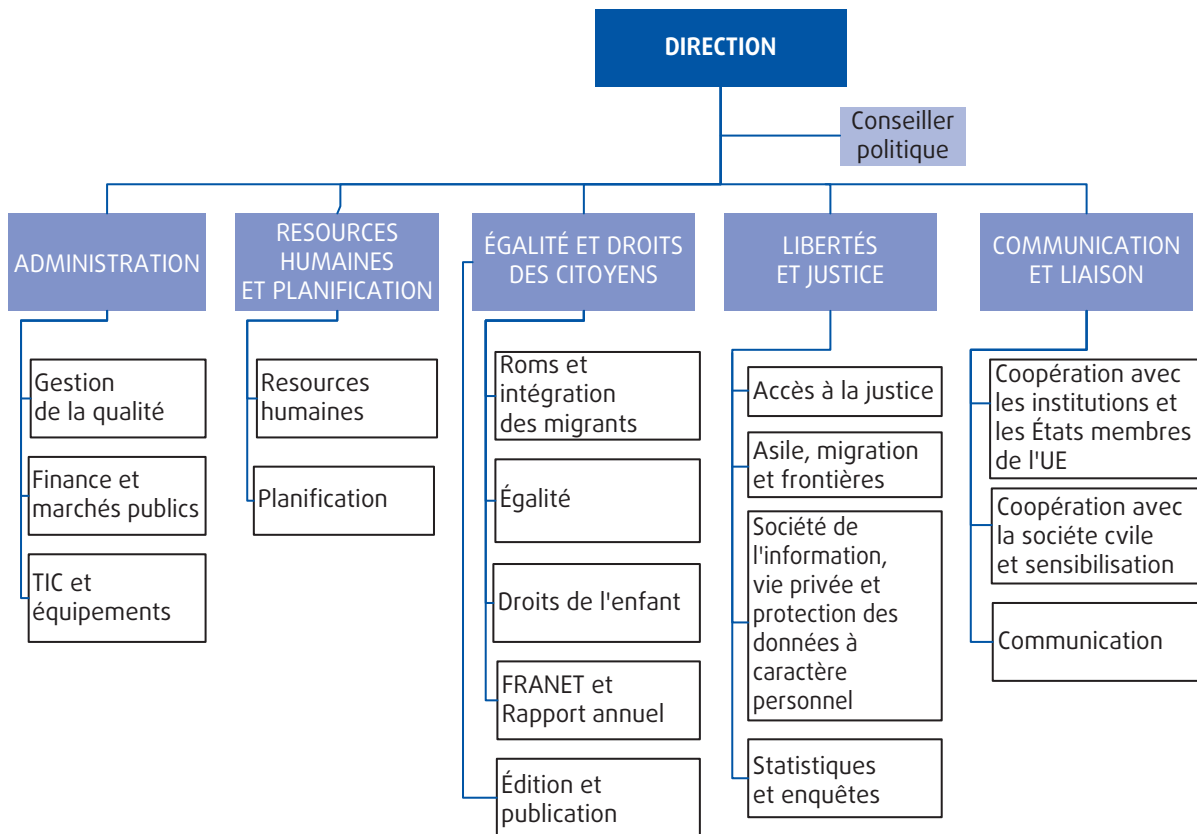 DIRECTION
Conseiller
politique
ADMINISTRATION
RESOURCES
HUMAINES
ET PLANIFICATION
ÉGALITÉ ET DROITS
DES CITOYENS
LIBERTÉS
ET JUSTICE
COMMUNICATION
ET LIAISON
Gestion
de la qualité
Finance et
marchés publics
TIC et
équipements
Resources
humaines
Planification
Roms et
intégration
des migrants
Égalité
Droits de l'enfant
FRANET et
Rapport annuel
Édition et
publication
Accès à la justice
Asile, migration
et frontières
Société de
l'information,
vie privée et
protection des
données à
caractère
personnel
Statistiques
et enquêtes
Coopération avec
les institutions et
les États membres
de l'UE
Coopération avec
la sociéte cvile
et sensibilisation
Communication